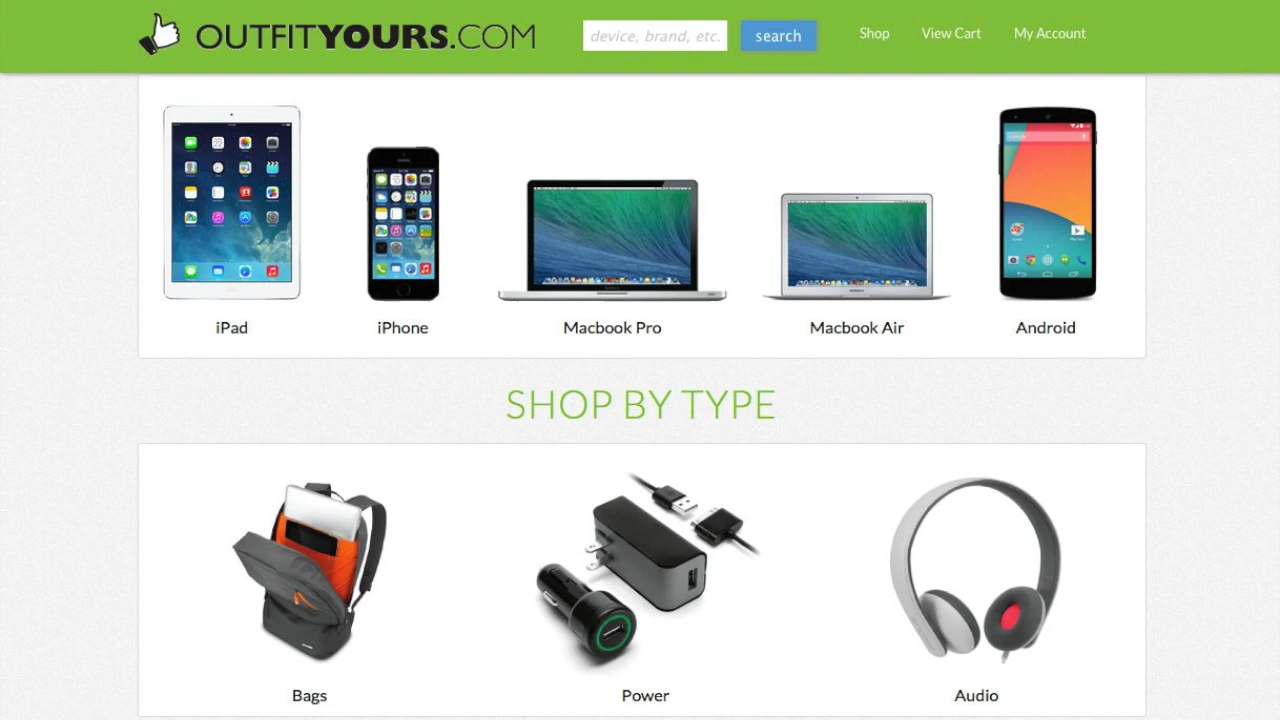 OUTFITYOURS.COM
device, brand, etc.
search
Shop
View Cart
My Account
iPad
iPhone
Macbook Pro
Macbook Air
Android
SHOP BY TYPE
Bags
Power
Audio